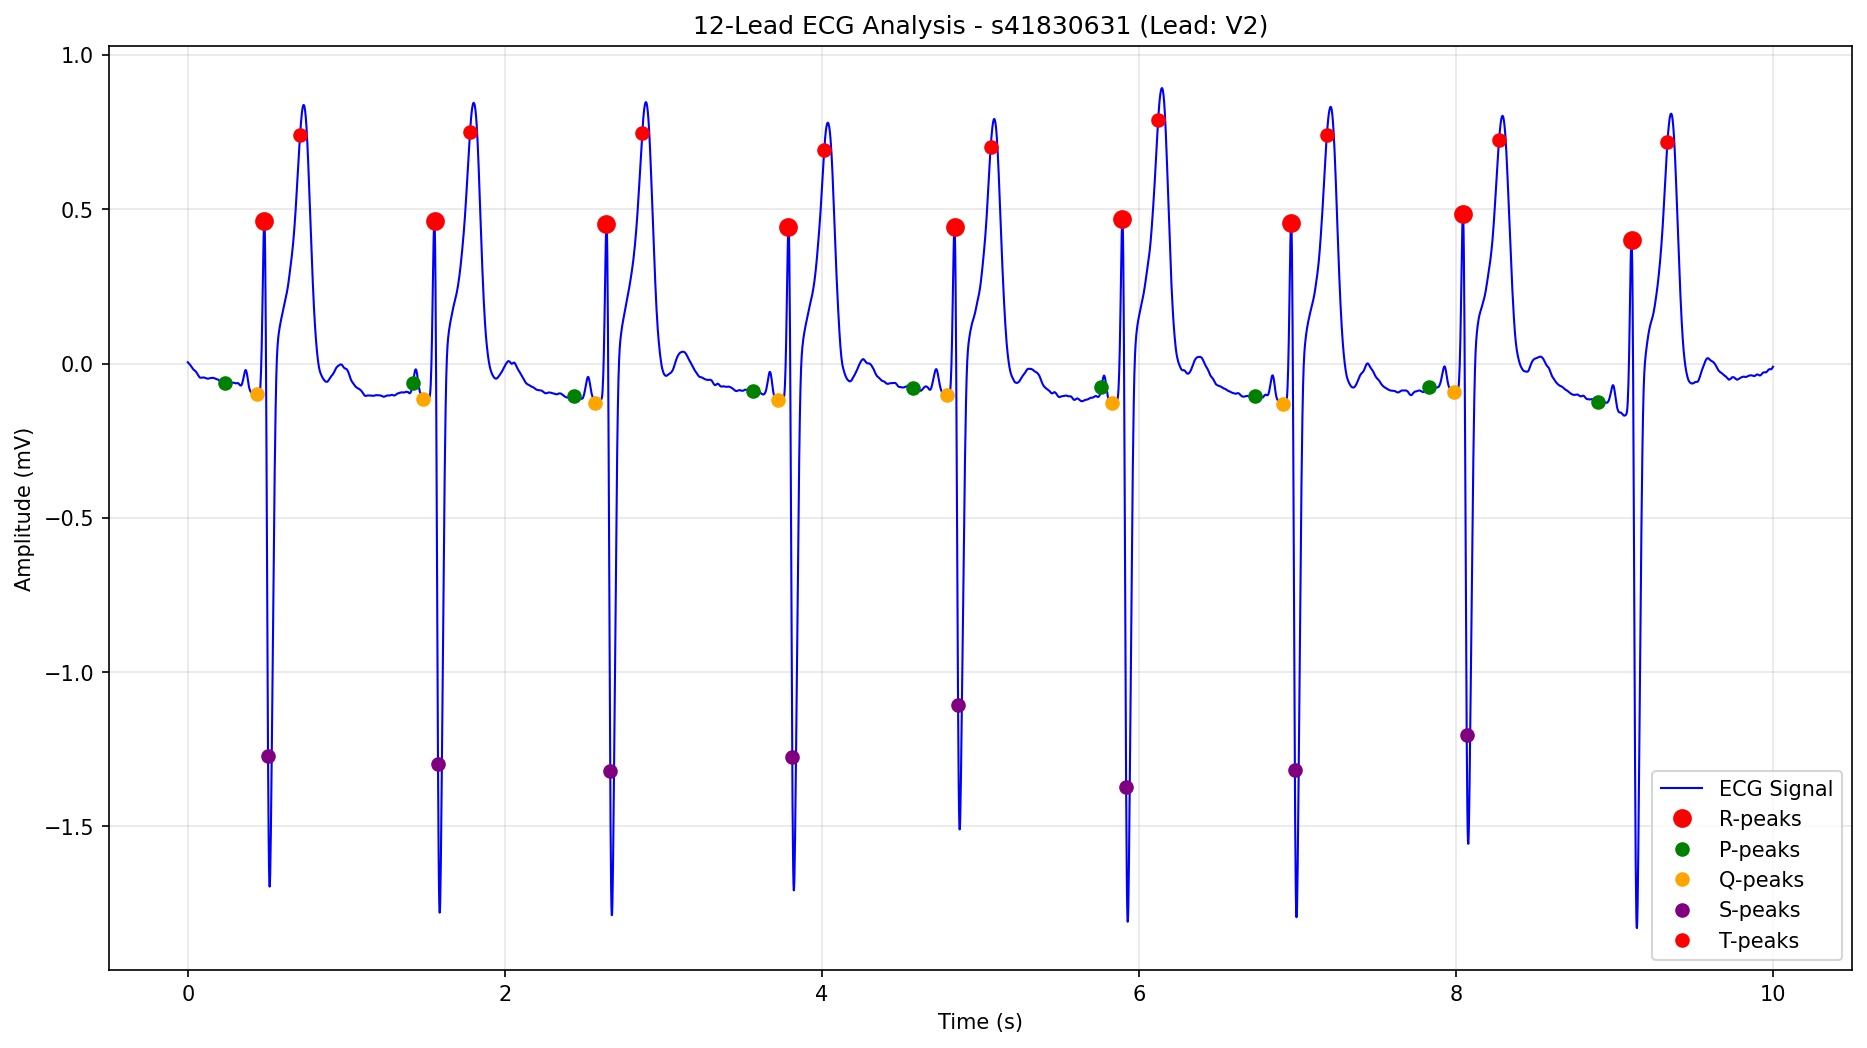 12-Lead ECG Analysis - s41830631 (Lead: V2)
Amplitude (mV)
1.0
0.5
0.0
−0.5
−1.0
−1.5
ECG Signal
R-peaks
P-peaks
Q-peaks
S-peaks
T-peaks
0 2 4 6 8 10
Time (s)